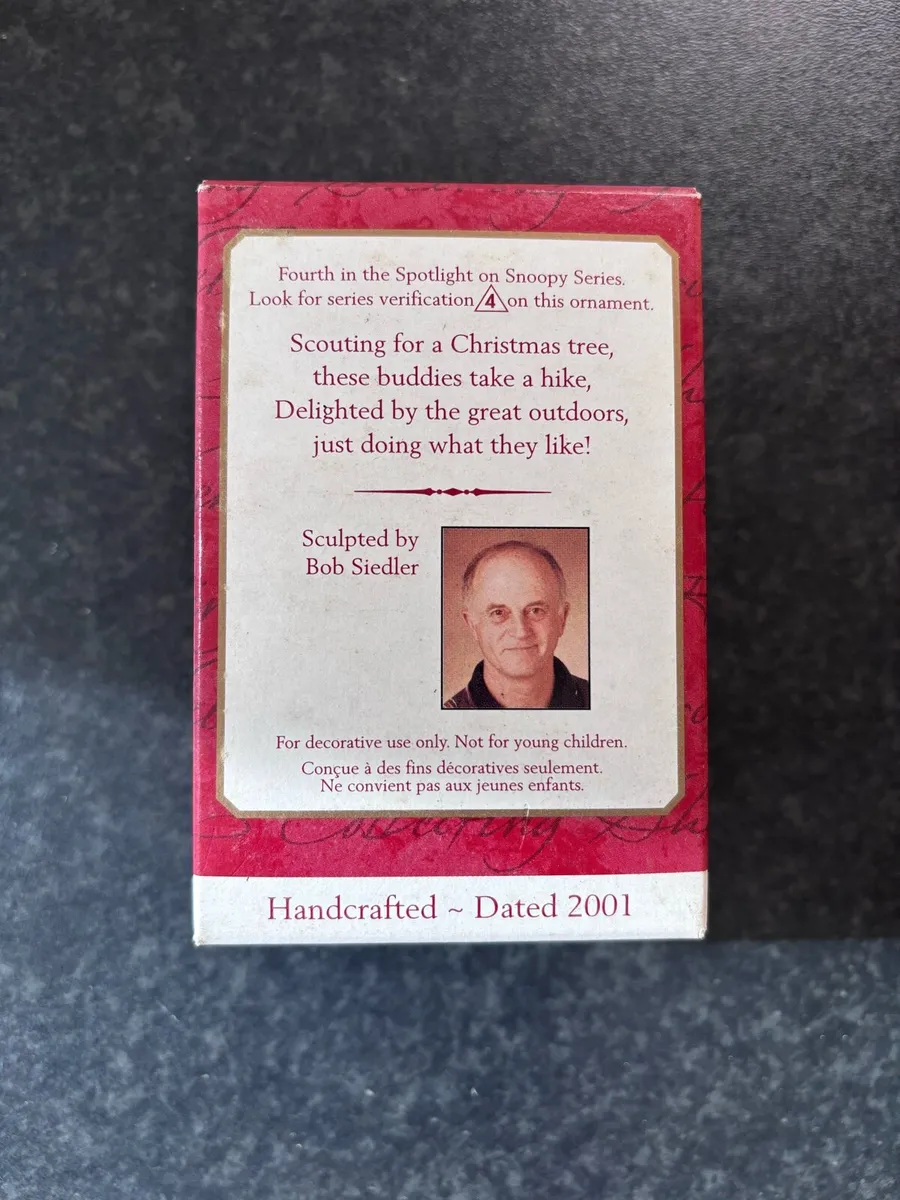 Fourth in the Spotlight on Snoopy Series.
Look for series verification 4 on this ornament.
Scouting for a Christmas tree,
these buddies take a hike,
Delighted by the great outdoors,
just doing what they like!
Sculpted by
Bob Siedler
For decorative use only. Not for young children.
Conçue à des fins décoratives seulement.
Ne convient pas aux jeunes enfants.
Handcrafted ~ Dated 2001